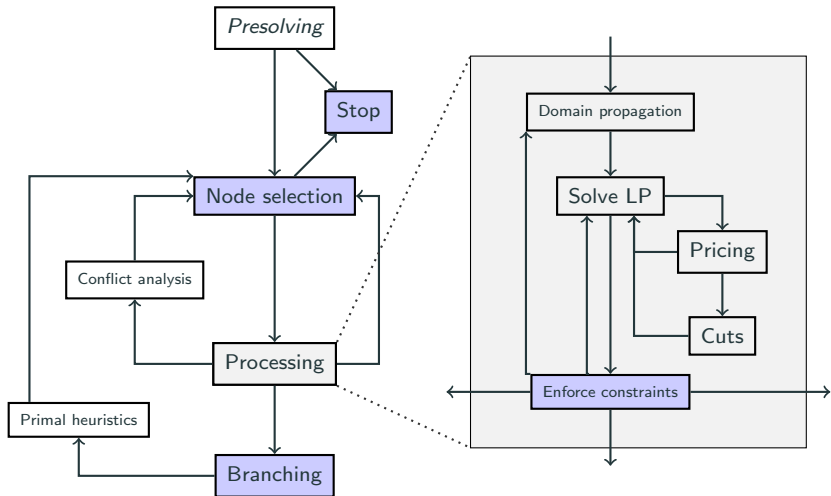 Presolving
Stop
Node selection
Conflict analysis
Processing
Primal heuristics
Branching
Domain propagation
Solve LP
Pricing
Cuts
Enforce constraints